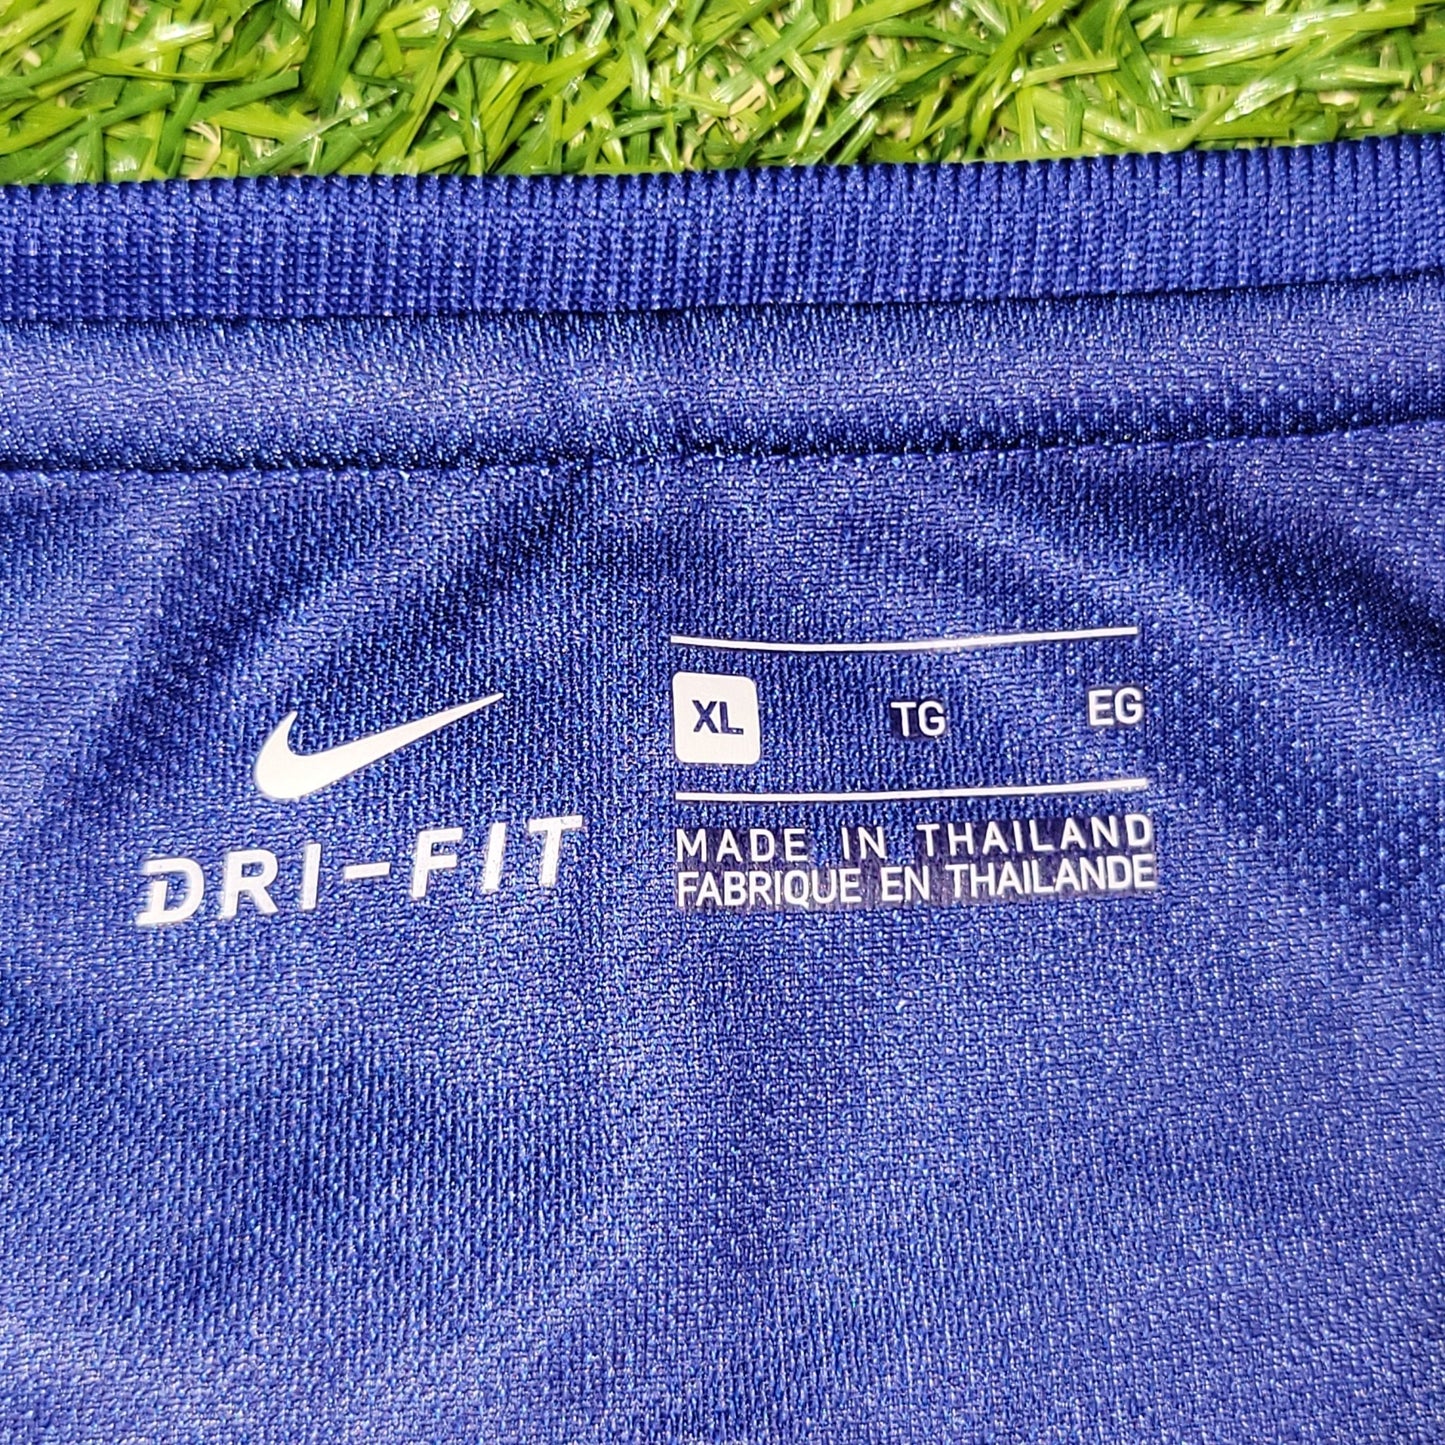 XL TG EG
DRI-FIT
MADE IN THAILAND
FABRIQUE EN THAILANDE